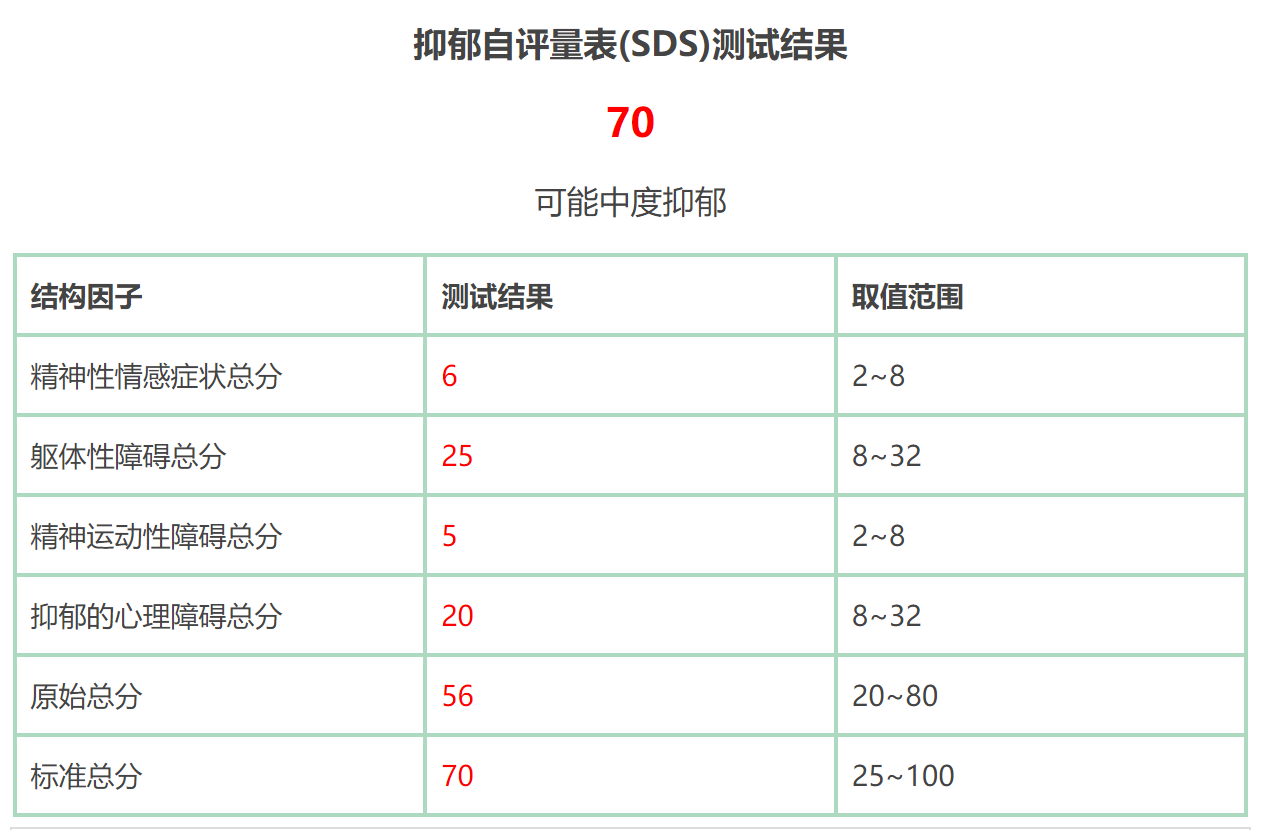 抑郁自评量表(SDS)测试结果
70
可能中度抑郁
结构因子 测试结果 取值范围
精神性情感症状总分 6 2~8
躯体性障碍总分 25 8~32
精神运动性障碍总分 5 2~8
抑郁的心理障碍总分 20 8~32
原始总分 56 20~80
标准总分 70 25~100